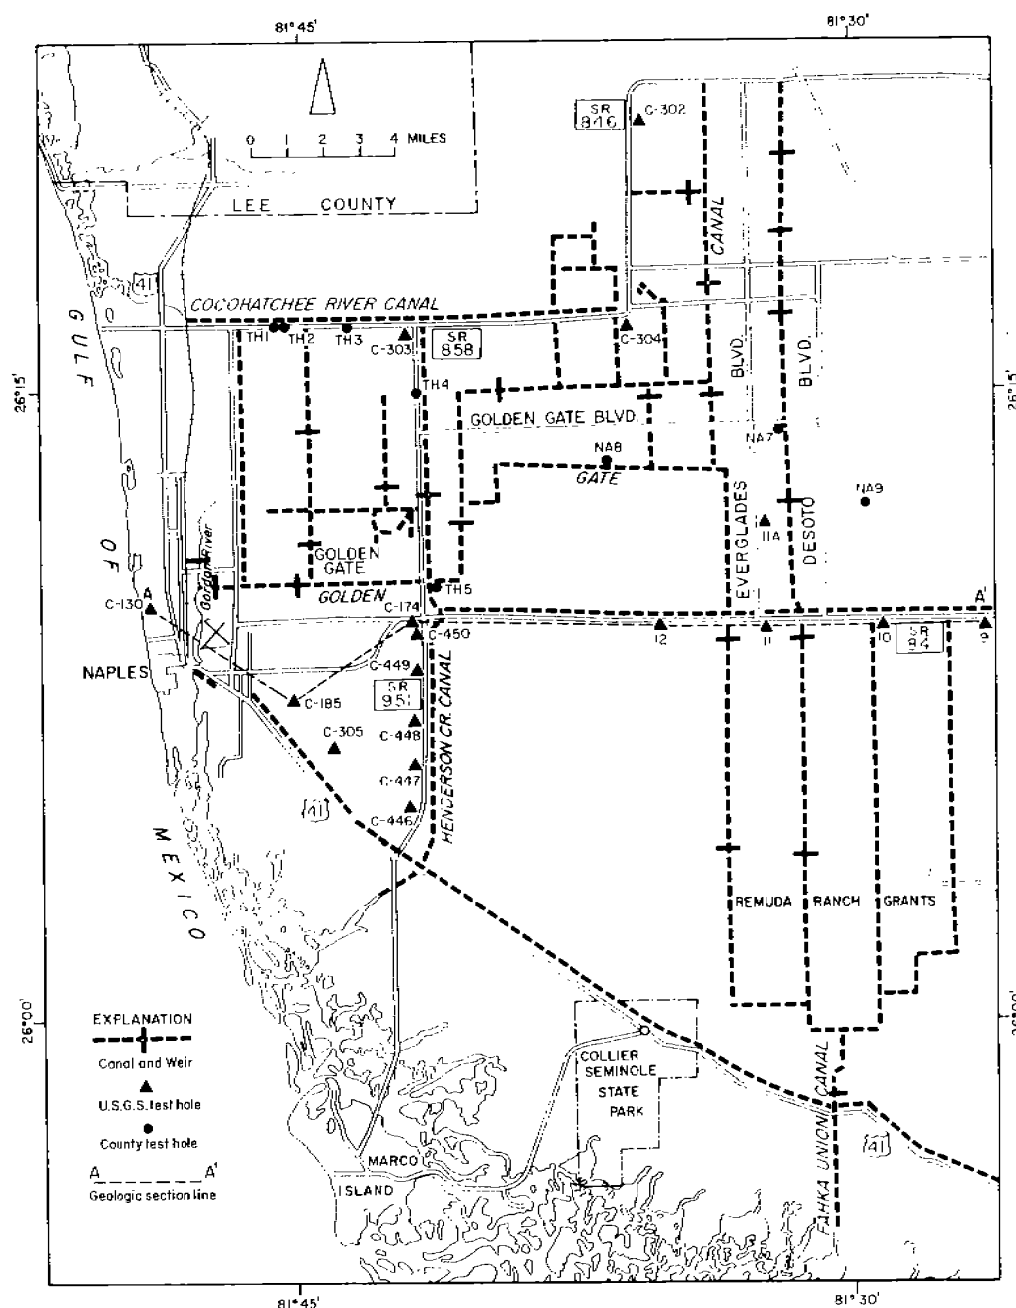 81°45'
81°30'
SR
846
C-302
0 1 2 4 MILES
LEE COUNTY
CANAL
41
COCOHATCHEE RIVER CANAL
GULF
OF
MEXICO
TH1
TH2
TH3
C-303
SR
858
C-304
BLVD.
BLVD.
26°15'
26°15'
TH4
GOLDEN GATE BLVD.
NA7
NA8
GATE
NA9
EVERGLADES
DESOTO
11A
GOLDEN
GATE
Gordon River
GOLDEN
TH5
A
A'
C-130
C-174
C-450
12
11
10
SR
84
9
NAPLES
C-449
SR
951
C-185
C-448
C-305
C-447
41
C-446
HENDERSON CR. CANAL
REMUDA RANCH GRANTS
26°00'
26°00'
EXPLANATION
Canal and Weir
U.S.G.S. test hole
County test hole
A A'
Geologic section line
COLLIER
SEMINOLE
STATE
PARK
FAHKA UNION CANAL
41
MARCO
ISLAND
81°45'
81°30'